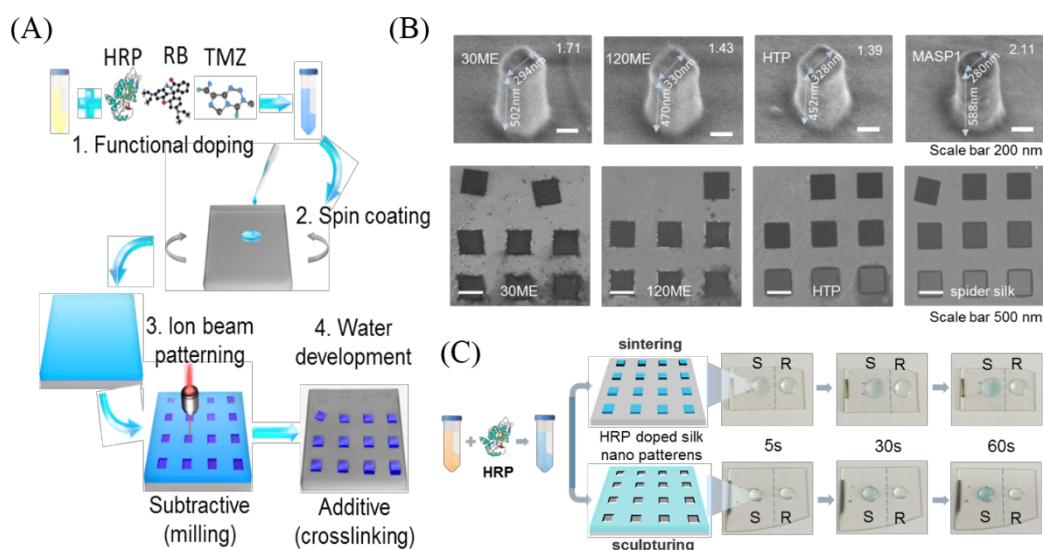 (A)
HRP RB TMZ
1. Functional doping
2. Spin coating
3. Ion beam
patterning
4. Water
development
Subtractive
(milling)
Additive
(crosslinking)
(B)
30ME
1.71
294nm
502nm
120ME
1.43
330nm
470nm
HTP
1.39
328nm
452nm
MASP1
2.11
280nm
588nm
Scale bar 200 nm
30ME
120ME
HTP
spider silk
Scale bar 500 nm
(C)
HRP
sintering
HRP doped silk
nano patterens
sculpturing
S R
S R
S R
5s
30s
60s
S R
S R
S R